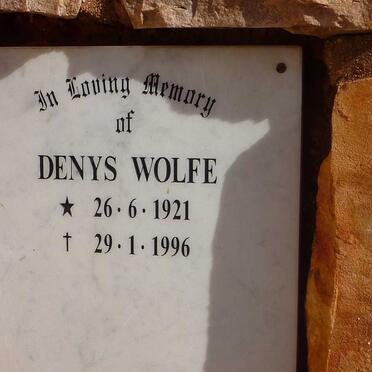 In Loving Memory
of
DENYS WOLFE
★ 26·6·1921
† 29·1·1996